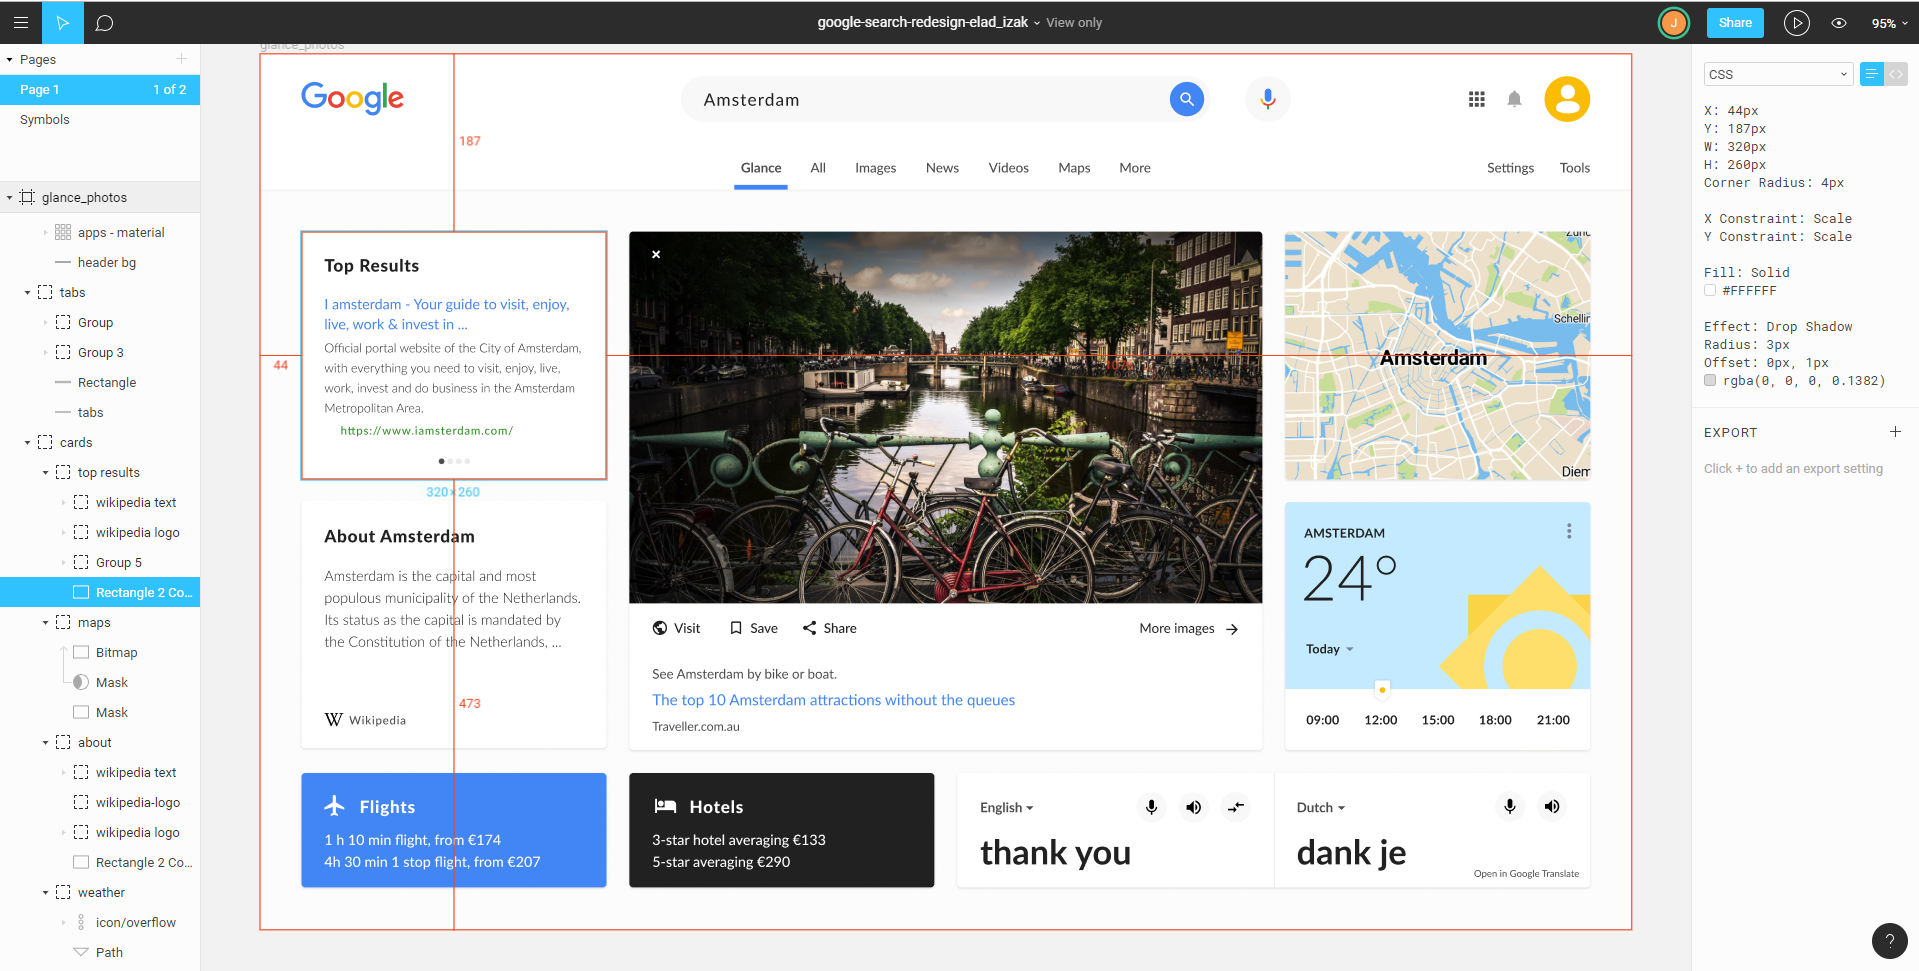 google-search-redesign-elad_izak
View only
J
Share
95%
Pages
Page 1
1 of 2
Symbols
glance_photos
apps - material
header bg
tabs
Group
Group 3
Rectangle
tabs
cards
top results
wikipedia text
wikipedia logo
Group 5
Rectangle 2 Co...
maps
Bitmap
Mask
Mask
about
wikipedia text
wikipedia-logo
wikipedia logo
Rectangle 2 Co...
weather
icon/overflow
Path
glance_photos
Google
Amsterdam
187
Glance
All
Images
News
Videos
Maps
More
Settings
Tools
Top Results
I amsterdam - Your guide to visit, enjoy,
live, work & invest in ...
Official portal website of the City of Amsterdam,
with everything you need to visit, enjoy, live,
work, invest and do business in the Amsterdam
Metropolitan Area.
https://www.iamsterdam.com/
44
320×260
About Amsterdam
Amsterdam is the capital and most
populous municipality of the Netherlands.
Its status as the capital is mandated by
the Constitution of the Netherlands, ...
473
W Wikipedia
1076
Visit
Save
Share
More images
See Amsterdam by bike or boat.
The top 10 Amsterdam attractions without the queues
Traveller.com.au
Schellin
Amsterdam
Diem
AMSTERDAM
24°
Today
09:00
12:00
15:00
18:00
21:00
Flights
1 h 10 min flight, from €174
4h 30 min 1 stop flight, from €207
Hotels
3-star hotel averaging €133
5-star averaging €290
English
thank you
Dutch
dank je
Open in Google Translate
CSS
X: 44px
Y: 187px
W: 320px
H: 260px
Corner Radius: 4px
X Constraint: Scale
Y Constraint: Scale
Fill: Solid
#FFFFFF
Effect: Drop Shadow
Radius: 3px
Offset: 0px, 1px
rgba(0, 0, 0, 0.1382)
EXPORT
Click + to add an export setting
?